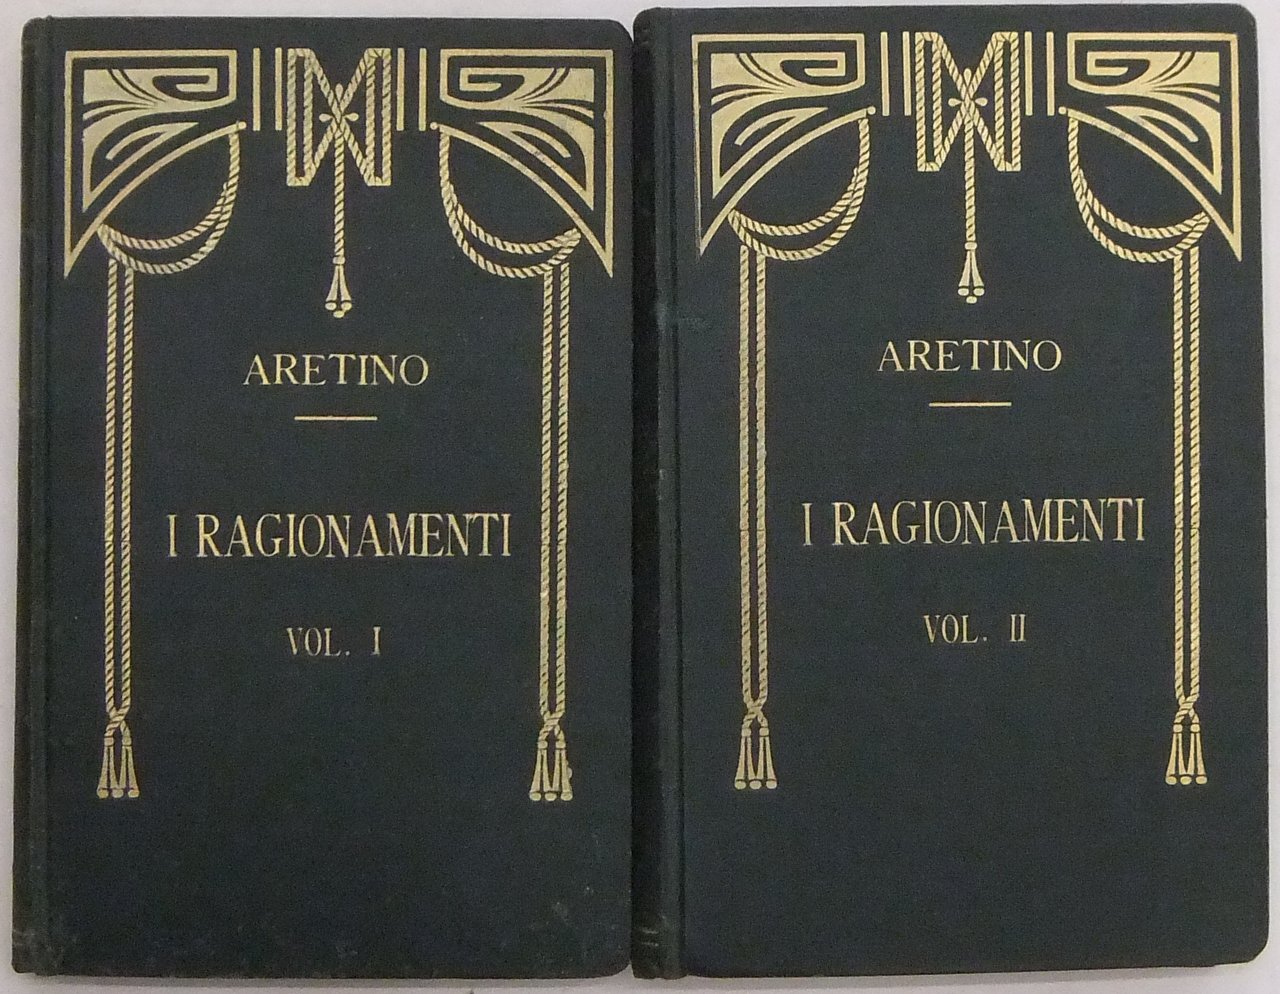 ARETINO
I RAGIONAMENTI
VOL. I
ARETINO
I RAGIONAMENTI
VOL. II